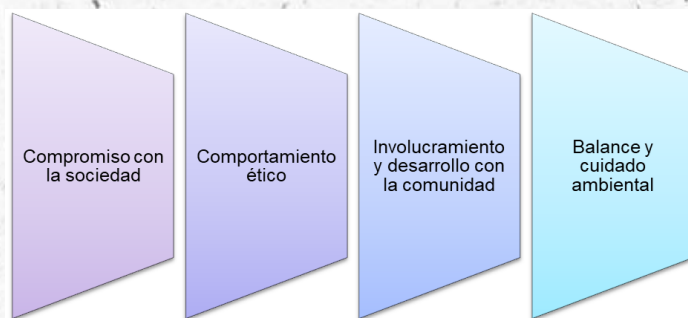 Compromiso con
la sociedad
Comportamiento
ético
Involucramiento
y desarrollo con
la comunidad
Balance y
cuidado
ambiental